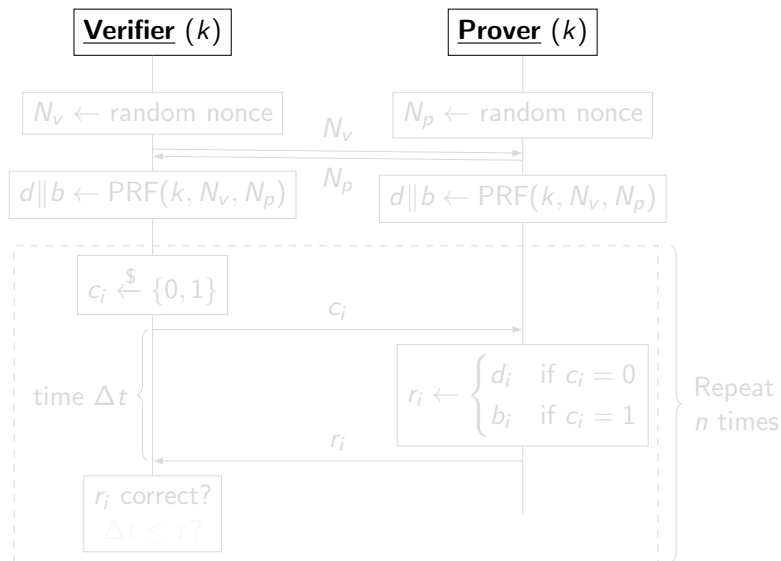 Verifier (k)
Prover (k)
N_v ← random nonce
N_p ← random nonce
N_v
N_p
d‖b ← PRF(k, N_v, N_p)
d‖b ← PRF(k, N_v, N_p)
c_i ←$ {0, 1}
c_i
time Δt
r_i ← { d_i if c_i = 0
b_i if c_i = 1
Repeat
n times
r_i
r_i correct?
Δt ≤ τ?